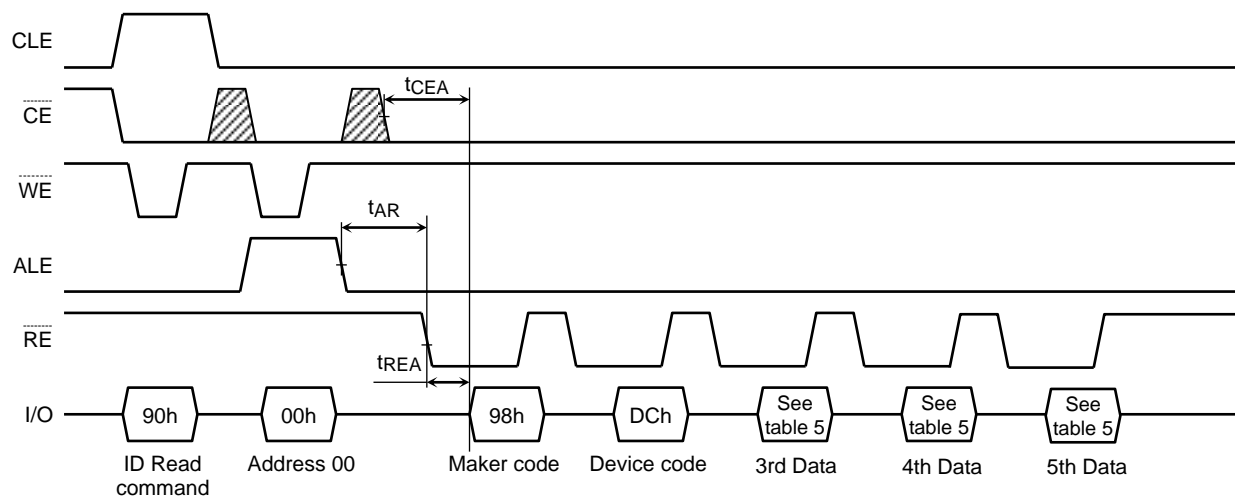 CLE
tCEA
CE
WE
tAR
ALE
RE
tREA
I/O
90h
00h
98h
DCh
See
table 5
See
table 5
See
table 5
ID Read
command
Address 00
Maker code
Device code
3rd Data
4th Data
5th Data